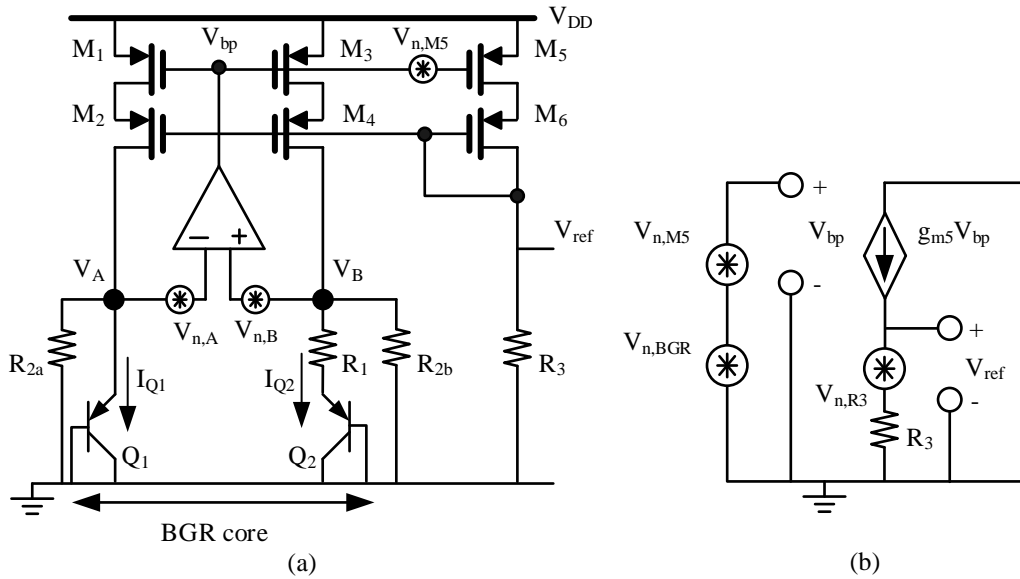 V_DD
M_1
V_bp
M_3
V_n,M5
M_5
M_2
M_4
M_6
−
+
V_ref
V_A
V_B
V_n,A
V_n,B
R_2a
I_Q1
I_Q2
R_1
R_2b
R_3
Q_1
Q_2
BGR core
(a)
+
V_n,M5
V_bp
g_m5V_bp
-
+
V_n,BGR
V_ref
V_n,R3
-
R_3
(b)